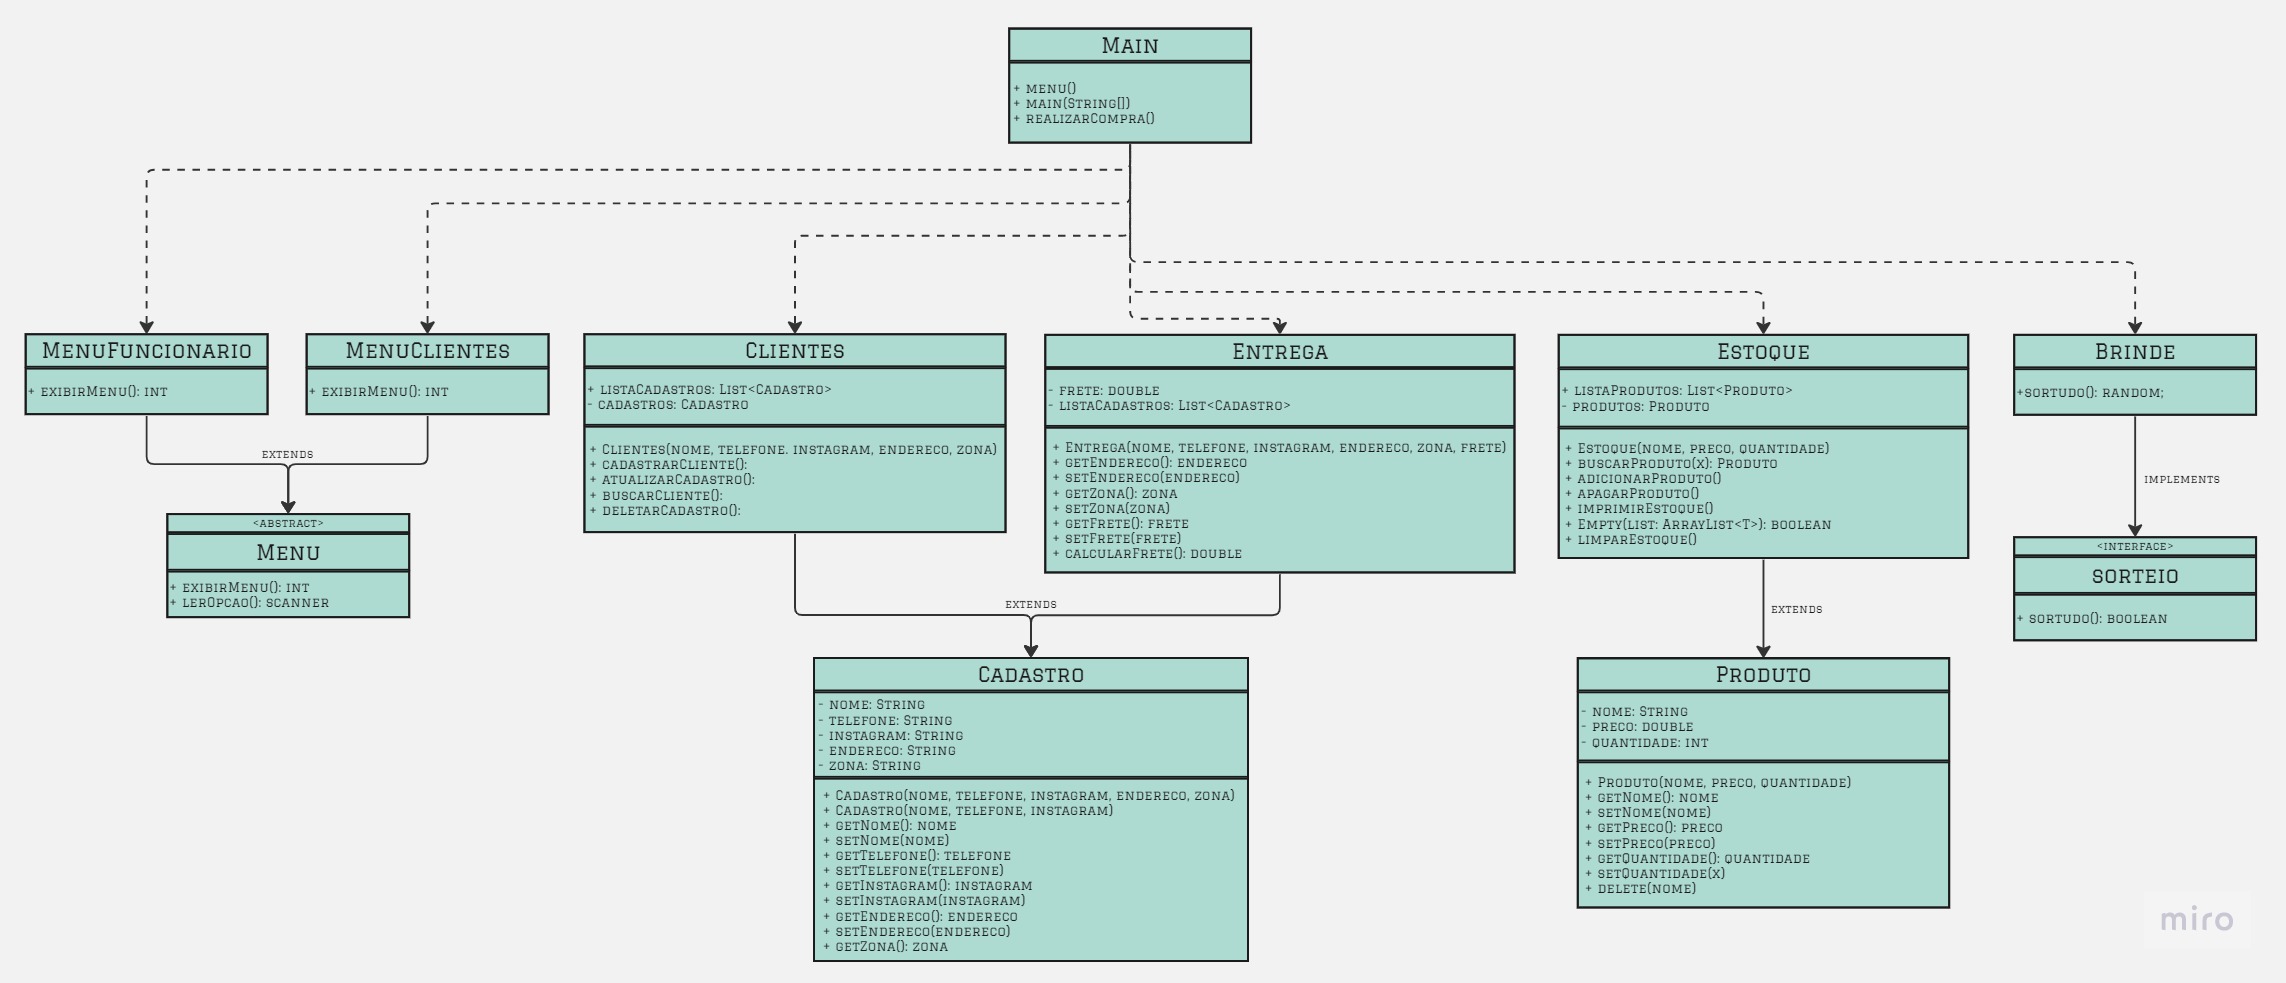 Main
+ menu()
+ main(String[])
+ realizarCompra()
MenuFuncionario
+ exibirMenu(): int
MenuClientes
+ exibirMenu(): int
extends
<abstract>
Menu
+ exibirMenu(): int
+ lerOpcao(): scanner
Clientes
+ listaCadastros: List<Cadastro>
- cadastros: Cadastro
+ Clientes(nome, telefone. instagram, endereco, zona)
+ cadastrarCliente():
+ atualizarCadastro():
+ buscarCliente():
+ deletarCadastro():
Entrega
- frete: double
- listaCadastros: List<Cadastro>
+ Entrega(nome, telefone, instagram, endereco, zona, frete)
+ getEndereco(): endereco
+ setEndereco(endereco)
+ getZona(): zona
+ setZona(zona)
+ getFrete(): frete
+ setFrete(frete)
+ calcularFrete(): double
extends
Cadastro
- nome: String
- telefone: String
- instagram: String
- endereco: String
- zona: String
+ Cadastro(nome, telefone, instagram, endereco, zona)
+ Cadastro(nome, telefone, instagram)
+ getNome(): nome
+ setNome(nome)
+ getTelefone(): telefone
+ setTelefone(telefone)
+ getInstagram(): instagram
+ setInstagram(instagram)
+ getEndereco(): endereco
+ setEndereco(endereco)
+ getZona(): zona
Estoque
+ listaProdutos: List<Produto>
- produtos: Produto
+ Estoque(nome, preco, quantidade)
+ buscarProduto(x): Produto
+ adicionarProduto()
+ apagarProduto()
+ imprimirEstoque()
+ Empty(list: ArrayList<T>): boolean
+ limparEstoque()
extends
Produto
- nome: String
- preco: double
- quantidade: int
+ Produto(nome, preco, quantidade)
+ getNome(): nome
+ setNome(nome)
+ getPreco(): preco
+ setPreco(preco)
+ getQuantidade(): quantidade
+ setQuantidade(x)
+ delete(nome)
Brinde
+sortudo(): random;
implements
<interface>
sorteio
+ sortudo(): boolean
miro